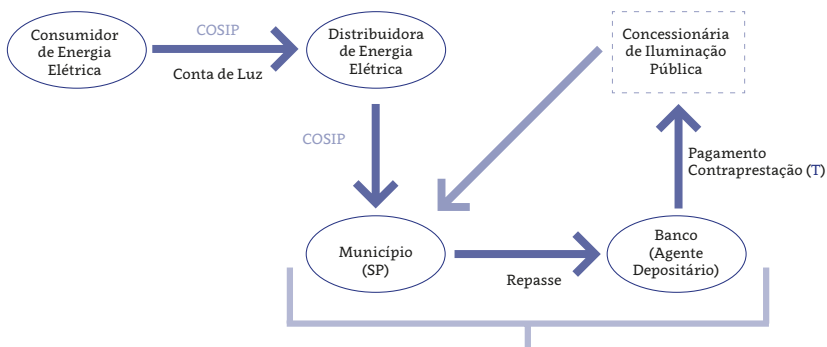 Consumidor
de Energia
Elétrica
COSIP
Conta de Luz
Distribuidora
de Energia
Elétrica
Concessionária
de Iluminação
Pública
COSIP
Pagamento
Contraprestação (T)
Município
(SP)
Repasse
Banco
(Agente
Depositário)